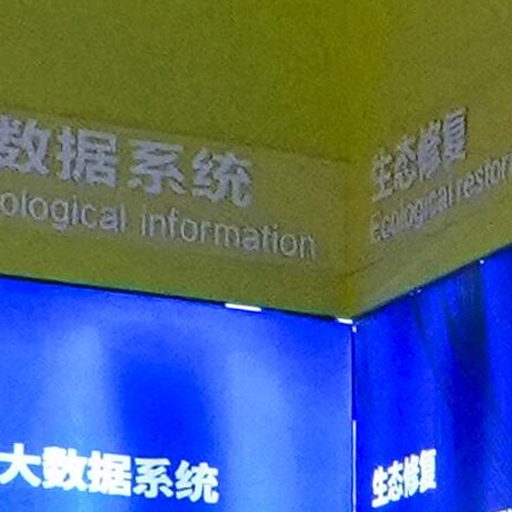 数据系统
ological information
生态修复
Ecological restor
大数据系统
生态修复